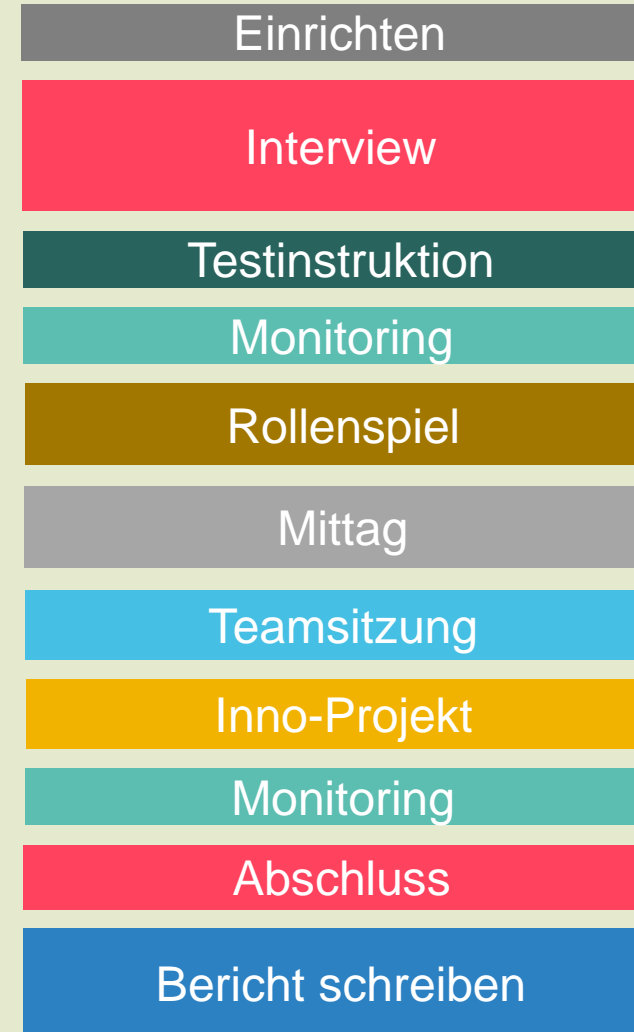 Einrichten
Interview
Testinstruktion
Monitoring
Rollenspiel
Mittag
Teamsitzung
Inno-Projekt
Monitoring
Abschluss
Bericht schreiben